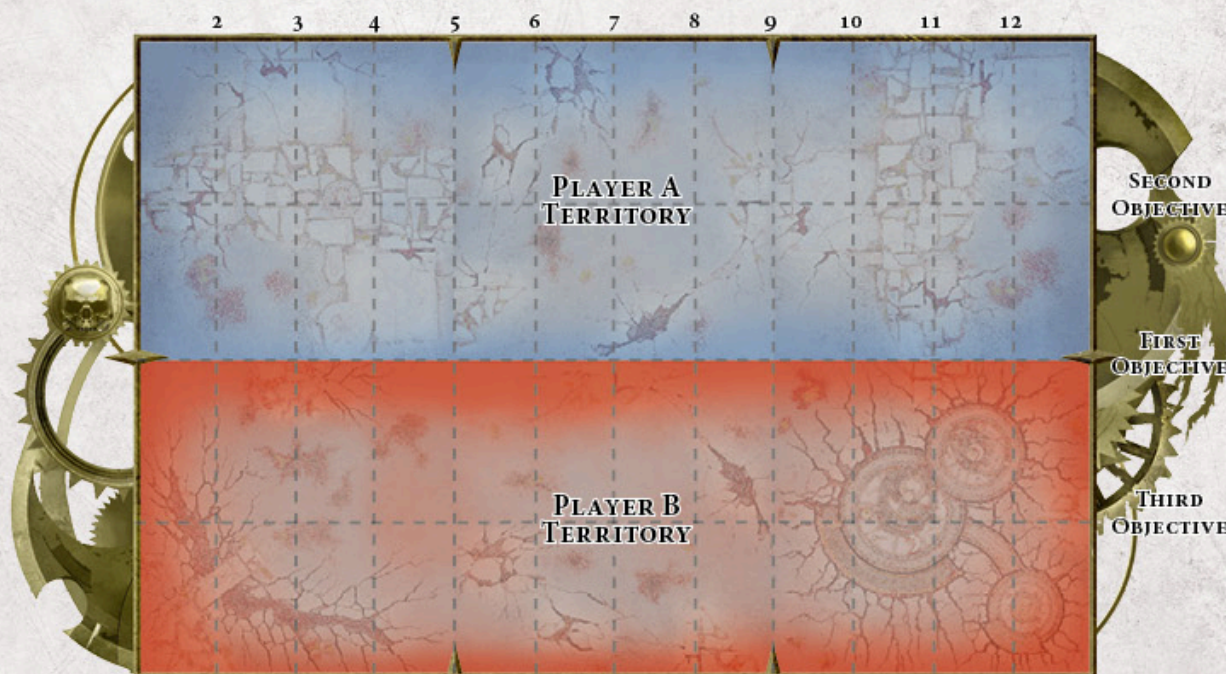 2 3 4 5 6 7 8 9 10 11 12
Player A
Territory
Second
Objective
First
Objective
Player B
Territory
Third
Objective